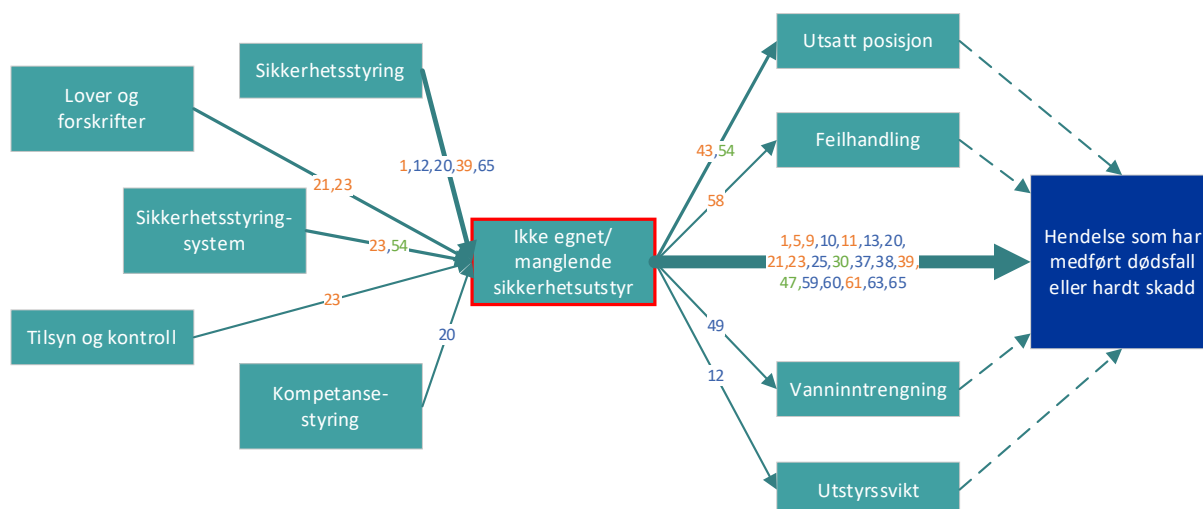 Lover og
forskrifter
Sikkerhetsstyring
Sikkerhetsstyring-
system
Tilsyn og kontroll
Kompetanse-
styring
21,23
1,12,20,39,65
23,54
23
20
Ikke egnet/
manglende
sikkerhetsutstyr
43,54
58
1,5,9,10,11,13,20,
21,23,25,30,37,38,39,
47,59,60,61,63,65
49
12
Utsatt posisjon
Feilhandling
Vanninntrengning
Utstyrssvikt
Hendelse som har
medført dødsfall
eller hardt skadd